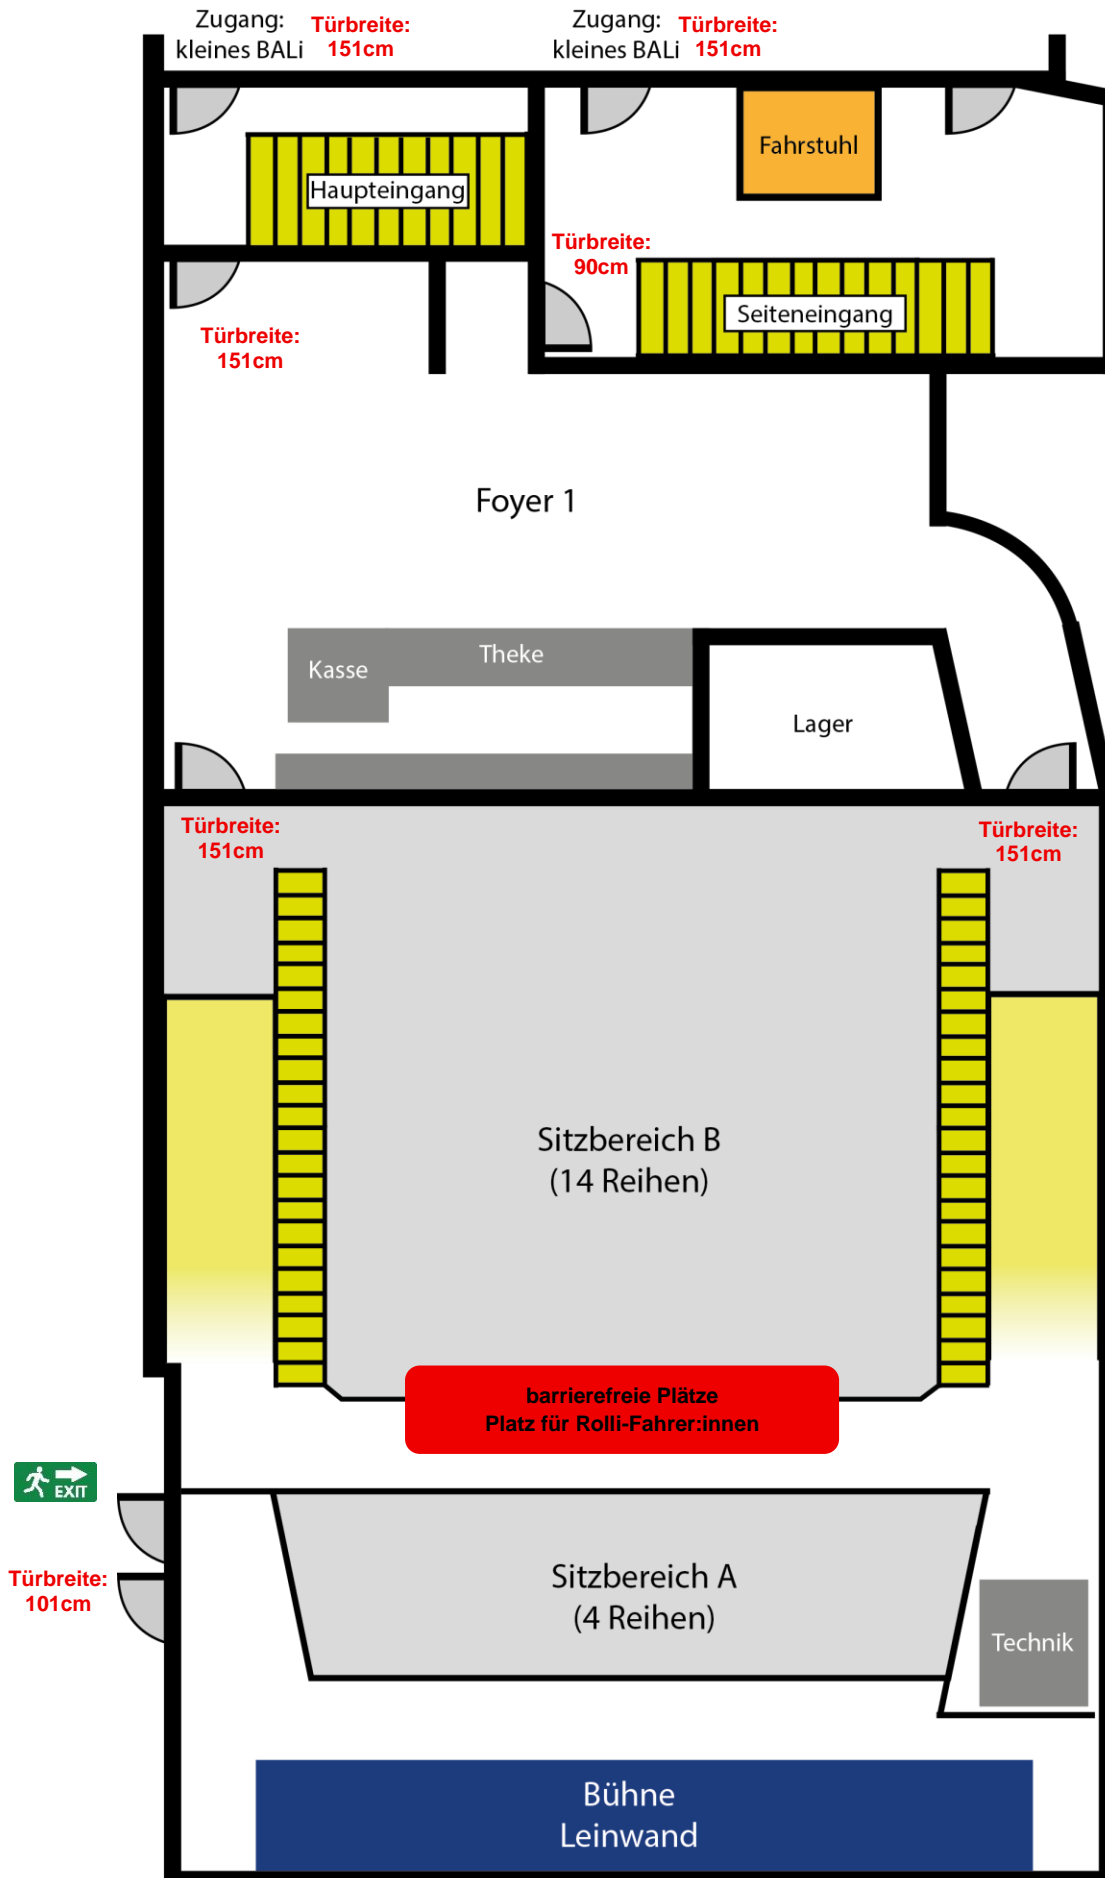 Zugang:
kleines BALi
Türbreite:
151cm
Zugang:
kleines BALi
Türbreite:
151cm
Fahrstuhl
Haupteingang
Türbreite:
90cm
Seiteneingang
Türbreite:
151cm
Foyer 1
Kasse
Theke
Lager
Türbreite:
151cm
Türbreite:
151cm
Sitzbereich B
(14 Reihen)
barrierefreie Plätze
Platz für Rolli-Fahrer:innen
EXIT
Türbreite:
101cm
Sitzbereich A
(4 Reihen)
Technik
Bühne
Leinwand